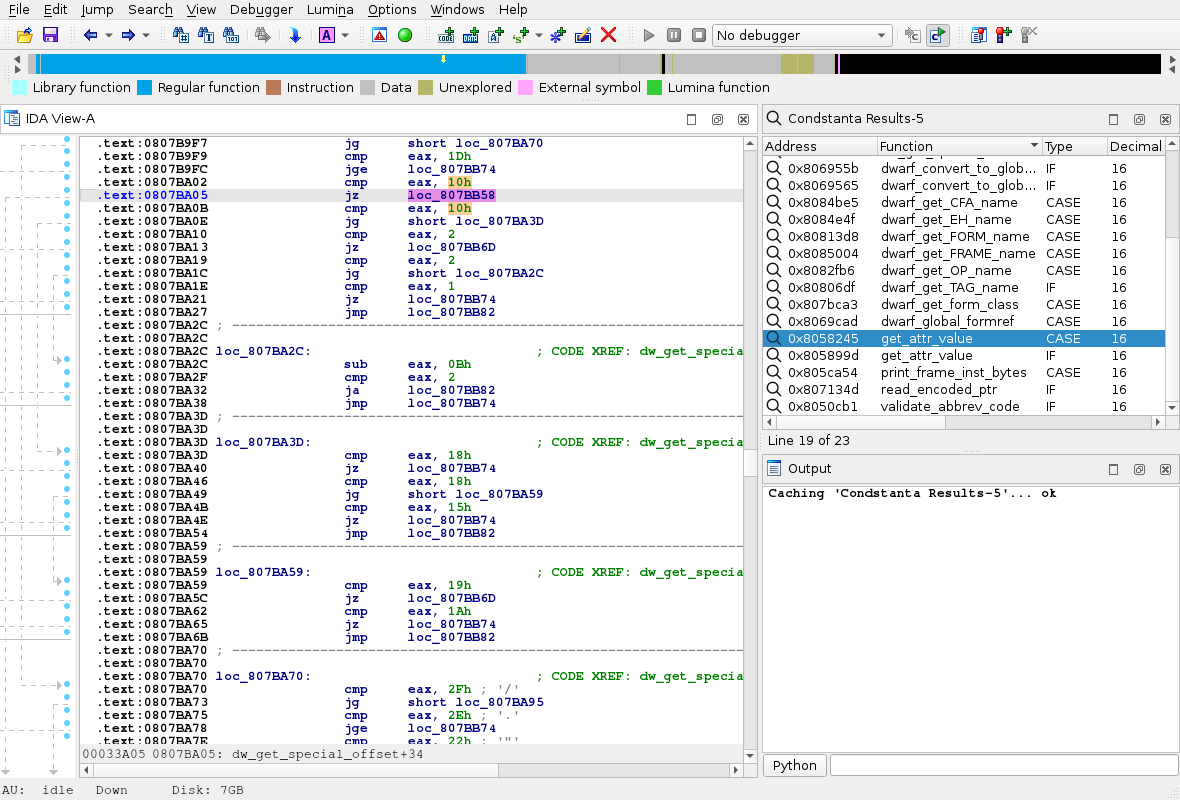 File Edit Jump Search View Debugger Lumina Options Windows Help
No debugger
Library function Regular function Instruction Data Unexplored External symbol Lumina function
IDA View-A
.text:0807B9F7 jg short loc_807BA70
.text:0807B9F9 cmp eax, 1Dh
.text:0807B9FC jge loc_807BB74
.text:0807BA02 cmp eax, 10h
.text:0807BA05 jz loc_807BB58
.text:0807BA0B cmp eax, 10h
.text:0807BA0E jg short loc_807BA3D
.text:0807BA10 cmp eax, 2
.text:0807BA13 jz loc_807BB6D
.text:0807BA19 cmp eax, 2
.text:0807BA1C jg short loc_807BA2C
.text:0807BA1E cmp eax, 1
.text:0807BA21 jz loc_807BB74
.text:0807BA27 jmp loc_807BB82
.text:0807BA2C ; ----------------------------------------------------------------
.text:0807BA2C
.text:0807BA2C loc_807BA2C: ; CODE XREF: dw_get_specia
.text:0807BA2C sub eax, 0Bh
.text:0807BA2F cmp eax, 2
.text:0807BA32 ja loc_807BB82
.text:0807BA38 jmp loc_807BB74
.text:0807BA3D ; ----------------------------------------------------------------
.text:0807BA3D
.text:0807BA3D loc_807BA3D: ; CODE XREF: dw_get_specia
.text:0807BA3D cmp eax, 18h
.text:0807BA40 jz loc_807BB74
.text:0807BA46 cmp eax, 18h
.text:0807BA49 jg short loc_807BA59
.text:0807BA4B cmp eax, 15h
.text:0807BA4E jz loc_807BB74
.text:0807BA54 jmp loc_807BB82
.text:0807BA59 ; ----------------------------------------------------------------
.text:0807BA59
.text:0807BA59 loc_807BA59: ; CODE XREF: dw_get_specia
.text:0807BA59 cmp eax, 19h
.text:0807BA5C jz loc_807BB6D
.text:0807BA62 cmp eax, 1Ah
.text:0807BA65 jz loc_807BB74
.text:0807BA6B jmp loc_807BB82
.text:0807BA70 ; ----------------------------------------------------------------
.text:0807BA70
.text:0807BA70 loc_807BA70: ; CODE XREF: dw_get_specia
.text:0807BA70 cmp eax, 2Fh ; '/'
.text:0807BA73 jg short loc_807BA95
.text:0807BA75 cmp eax, 2Eh ; '.'
.text:0807BA78 jge loc_807BB74
.text:0807BA7E cmp eax, 22h ; '"'
00033A05 0807BA05: dw_get_special_offset+34
Condstanta Results-5
Address Function Type Decimal
0x806955b dwarf_convert_to_glob... IF 16
0x8069565 dwarf_convert_to_glob... IF 16
0x8084be5 dwarf_get_CFA_name CASE 16
0x8084e4f dwarf_get_EH_name CASE 16
0x80813d8 dwarf_get_FORM_name CASE 16
0x8085004 dwarf_get_FRAME_name CASE 16
0x8082fb6 dwarf_get_OP_name CASE 16
0x80806df dwarf_get_TAG_name IF 16
0x807bca3 dwarf_get_form_class CASE 16
0x8069cad dwarf_global_formref CASE 16
0x8058245 get_attr_value CASE 16
0x805899d get_attr_value IF 16
0x805ca54 print_frame_inst_bytes CASE 16
0x807134d read_encoded_ptr IF 16
0x8050cb1 validate_abbrev_code IF 16
Line 19 of 23
Output
Caching 'Condstanta Results-5'... ok
Python
AU: idle Down Disk: 7GB